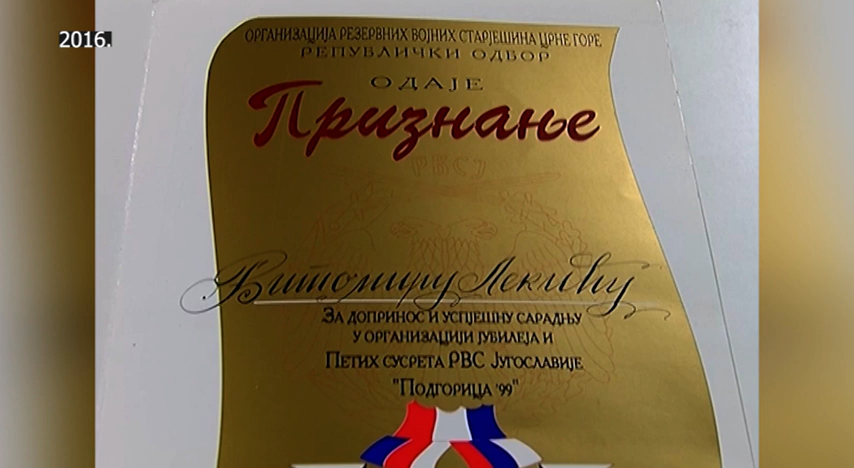 2016.
ОРГАНИЗАЦИЈА РЕЗЕРВНИХ ВОЈНИХ СТАРЈЕШИНА ЦРНЕ ГОРЕ
РЕПУБЛИЧКИ ОДБОР
ОДАЈЕ
Признање
РВСЈ
Витомиру Лекићу
ЗА ДОПРИНОС И УСПЈЕШНУ САРАДЊУ
У ОРГАНИЗАЦИЈИ ЈУБИЛЕЈА И
ПЕТИХ СУСРЕТА РВС ЈУГОСЛАВИЈЕ
"ПОДГОРИЦА '99"